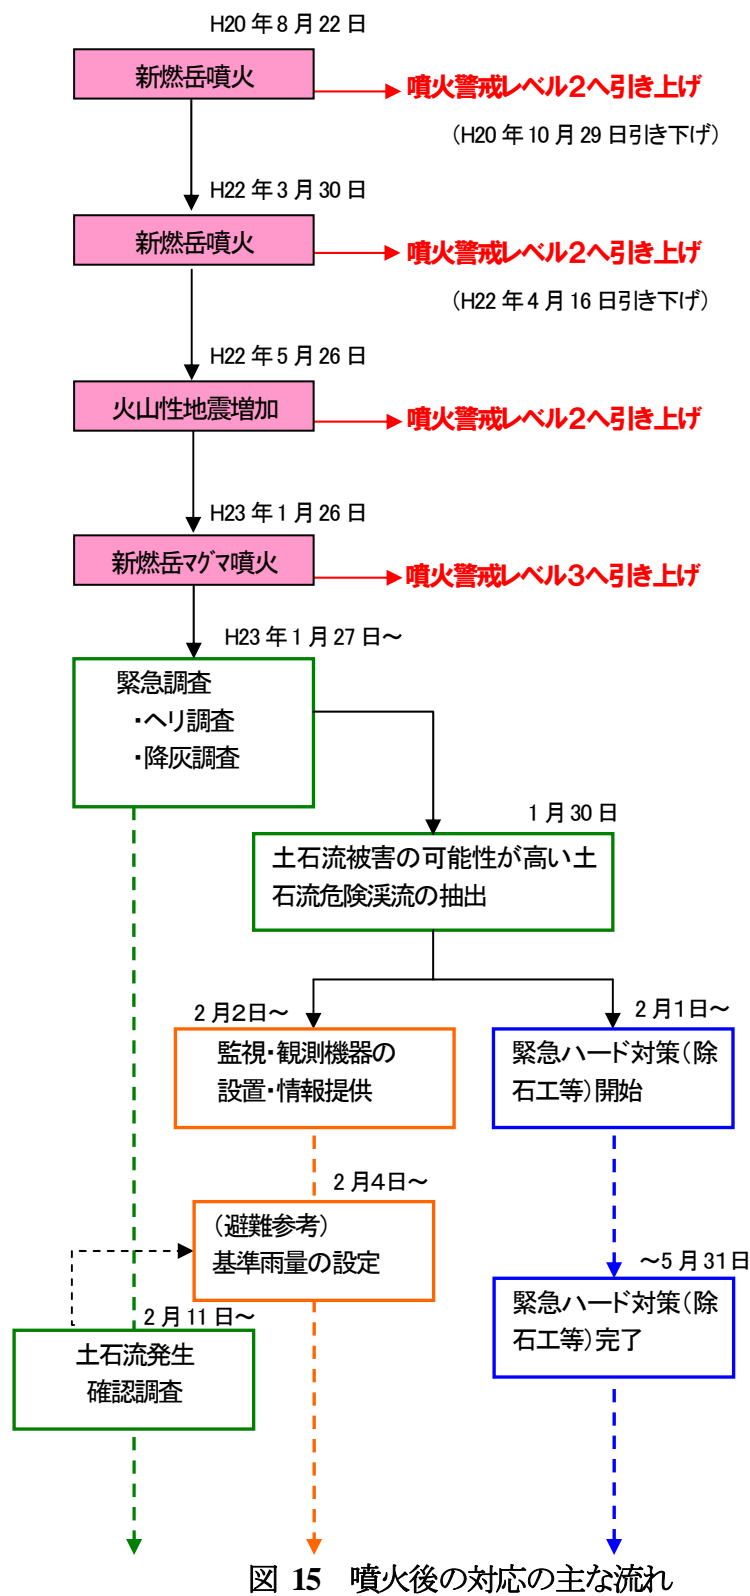 H20年8月22日
新燃岳噴火
噴火警戒レベル2へ引き上げ
（H20年10月29日引き下げ）
H22年3月30日
新燃岳噴火
噴火警戒レベル2へ引き上げ
（H22年4月16日引き下げ）
H22年5月26日
火山性地震増加
噴火警戒レベル2へ引き上げ
H23年1月26日
新燃岳ﾏｸﾞﾏ噴火
噴火警戒レベル3へ引き上げ
H23年1月27日～
緊急調査
・ヘリ調査
・降灰調査
1月30日
土石流被害の可能性が高い土
石流危険渓流の抽出
2月2日～
監視・観測機器の
設置・情報提供
2月1日～
緊急ハード対策（除
石工等）開始
2月4日～
（避難参考）
基準雨量の設定
～5月31日
緊急ハード対策（除
石工等）完了
2月11日～
土石流発生
確認調査
図 15　噴火後の対応の主な流れ